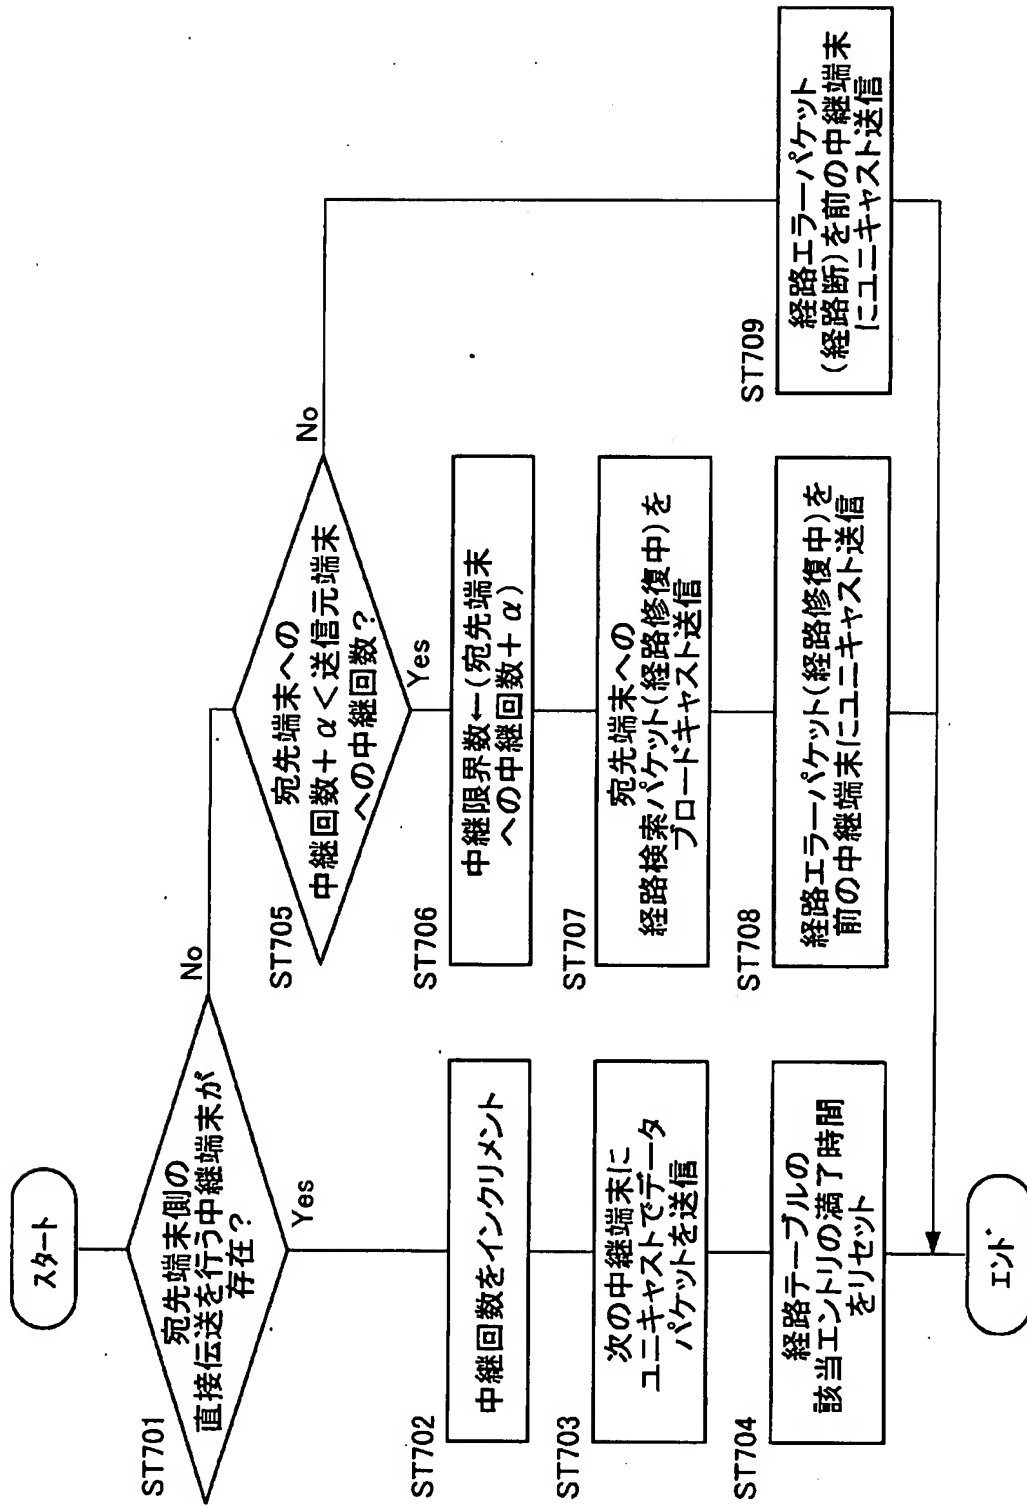 スタート
ST701
宛先端末側の
直接伝送を行う中継端末が
存在?
Yes
No
ST702
中継回数をインクリメント
ST703
次の中継端末に
ユニキャストでデータ
パケットを送信
ST704
経路テーブルの
該当エントリの満了時間
をリセット
ST705
宛先端末への
中継回数+α<送信元端末
への中継回数?
Yes
No
ST706
中継限界数←(宛先端末
への中継回数+α)
ST707
宛先端末への
経路検索パケット(経路修復中)を
ブロードキャスト送信
ST708
経路エラーパケット(経路修復中)を
前の中継端末にユニキャスト送信
ST709
経路エラーパケット
(経路断)を前の中継端末
にユニキャスト送信
エンド